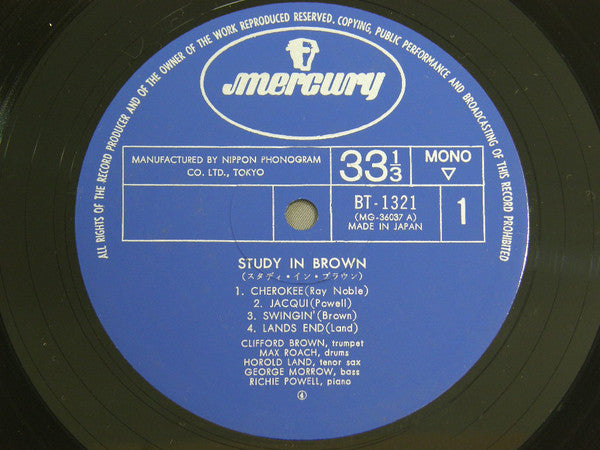 ALL RIGHTS OF THE RECORD PRODUCER AND OF THE OWNER OF THE WORK REPRODUCED RESERVED. COPYING, PUBLIC PERFORMANCE AND BROADCASTING OF THIS RECORD PROHIBITED
mercury
MANUFACTURED BY NIPPON PHONOGRAM
CO. LTD., TOKYO
33 1/3
MONO
▽
BT-1321
(MG-36037 A)
MADE IN JAPAN
1
STUDY IN BROWN
(スタディ・イン・ブラウン)
1. CHEROKEE(Ray Noble)
2. JACQUI(Powell)
3. SWINGIN'(Brown)
4. LANDS END(Land)
CLIFFORD BROWN, trumpet
MAX ROACH, drums
HOROLD LAND, tenor sax
GEORGE MORROW, bass
RICHIE POWELL, piano
④